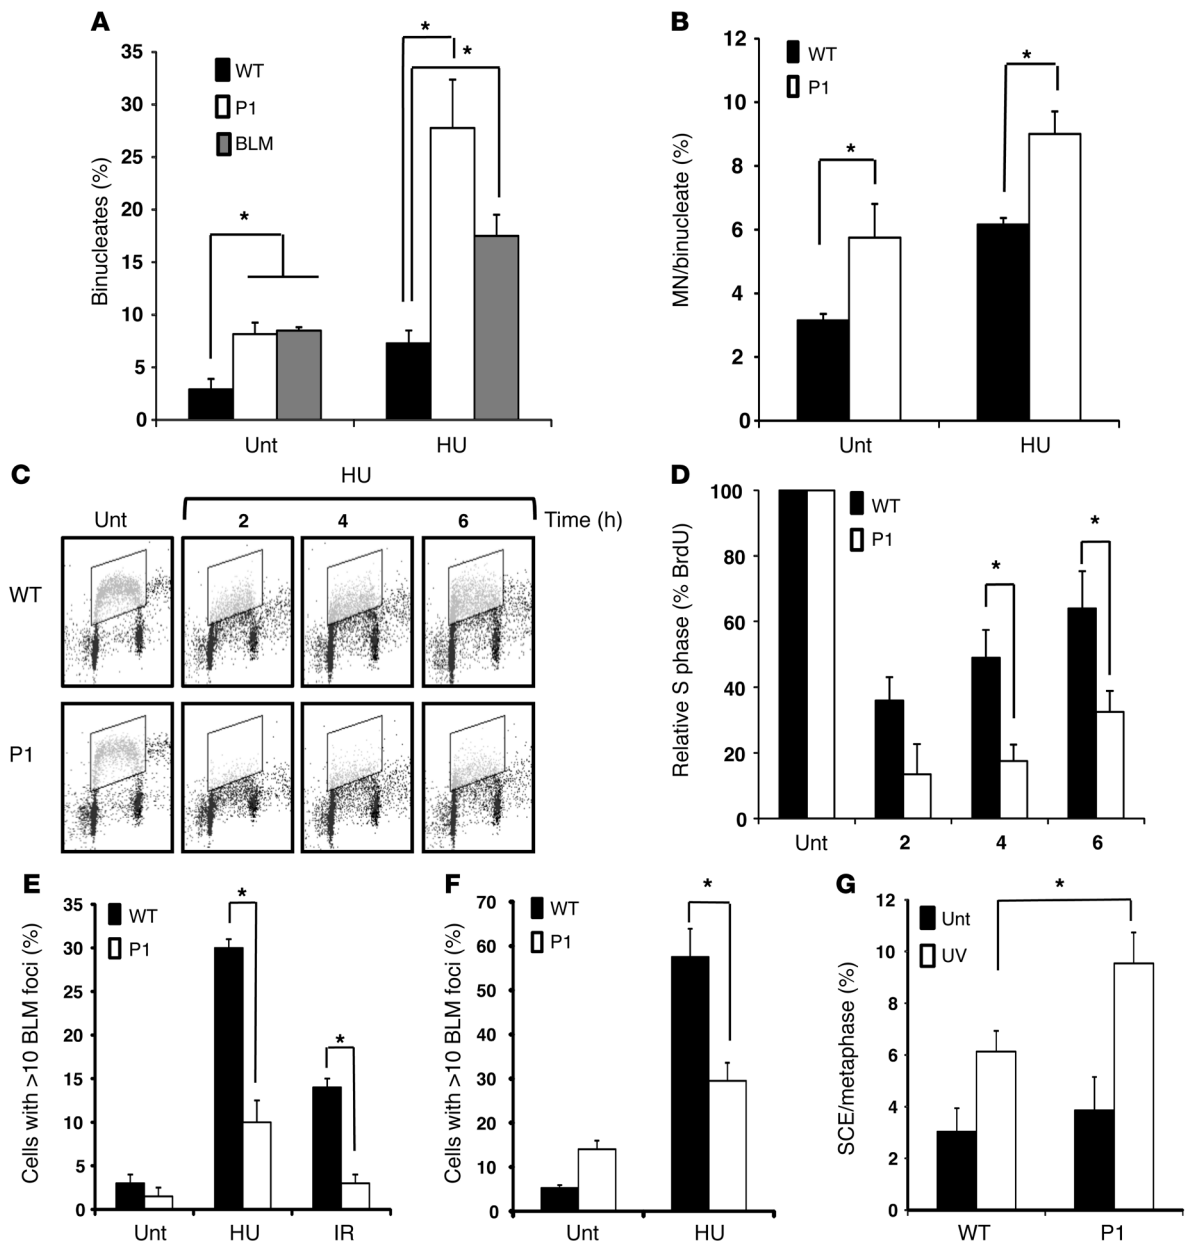 A
Binucleates (%)
35
30
25
20
15
10
5
0
WT
P1
BLM
*
*
*
Unt
HU
B
MN/binucleate (%)
12
10
8
6
4
2
0
WT
P1
*
*
Unt
HU
C
HU
Unt
2
4
6
Time (h)
WT
P1
D
Relative S phase (% BrdU)
100
80
60
40
20
0
WT
P1
*
*
Unt
2
4
6
E
Cells with >10 BLM foci (%)
35
30
25
20
15
10
5
0
WT
P1
*
*
Unt
HU
IR
F
Cells with >10 BLM foci (%)
70
60
50
40
30
20
10
0
WT
P1
*
Unt
HU
G
SCE/metaphase (%)
12
10
8
6
4
2
0
Unt
UV
*
WT
P1